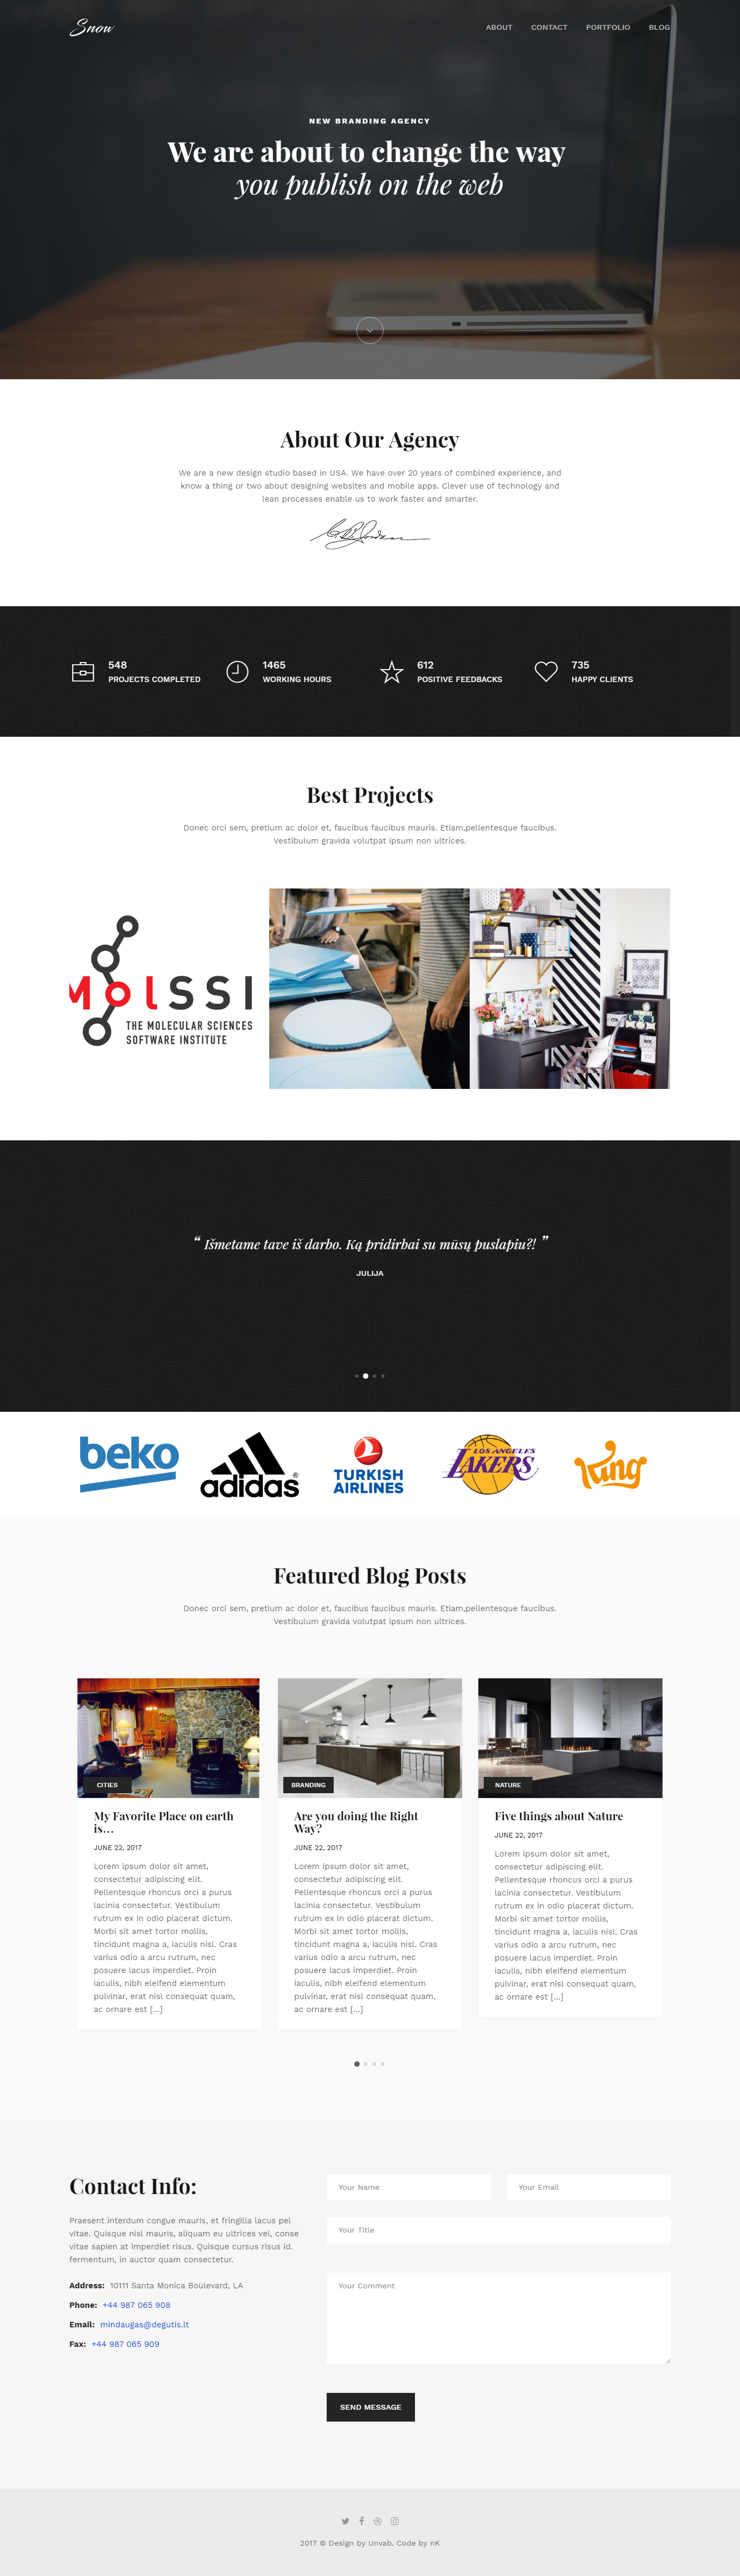 Snow
ABOUT CONTACT PORTFOLIO BLOG
NEW BRANDING AGENCY
We are about to change the way
you publish on the web
About Our Agency
We are a new design studio based in USA. We have over 20 years of combined experience, and
know a thing or two about designing websites and mobile apps. Clever use of technology and
lean processes enable us to work faster and smarter.
548
PROJECTS COMPLETED
1465
WORKING HOURS
612
POSITIVE FEEDBACKS
735
HAPPY CLIENTS
Best Projects
Donec orci sem, pretium ac dolor et, faucibus faucibus mauris. Etiam,pellentesque faucibus.
Vestibulum gravida volutpat ipsum non ultrices.
MolSSI
THE MOLECULAR SCIENCES
SOFTWARE INSTITUTE
“ Išmetame tave iš darbo. Ką pridirbai su mūsų puslapiu?! ”
JULIJA
beko
adidas®
TURKISH
AIRLINES
LOS ANGELES
LAKERS
King
Featured Blog Posts
Donec orci sem, pretium ac dolor et, faucibus faucibus mauris. Etiam,pellentesque faucibus.
Vestibulum gravida volutpat ipsum non ultrices.
CITIES
My Favorite Place on earth
is…
JUNE 22, 2017
Lorem ipsum dolor sit amet,
consectetur adipiscing elit.
Pellentesque rhoncus orci a purus
lacinia consectetur. Vestibulum
rutrum ex in odio placerat dictum.
Morbi sit amet tortor mollis,
tincidunt magna a, iaculis nisl. Cras
varius odio a arcu rutrum, nec
posuere lacus imperdiet. Proin
iaculis, nibh eleifend elementum
pulvinar, erat nisl consequat quam,
ac ornare est [...]
BRANDING
Are you doing the Right
Way?
JUNE 22, 2017
Lorem ipsum dolor sit amet,
consectetur adipiscing elit.
Pellentesque rhoncus orci a purus
lacinia consectetur. Vestibulum
rutrum ex in odio placerat dictum.
Morbi sit amet tortor mollis,
tincidunt magna a, iaculis nisl. Cras
varius odio a arcu rutrum, nec
posuere lacus imperdiet. Proin
iaculis, nibh eleifend elementum
pulvinar, erat nisl consequat quam,
ac ornare est [...]
NATURE
Five things about Nature
JUNE 22, 2017
Lorem ipsum dolor sit amet,
consectetur adipiscing elit.
Pellentesque rhoncus orci a purus
lacinia consectetur. Vestibulum
rutrum ex in odio placerat dictum.
Morbi sit amet tortor mollis,
tincidunt magna a, iaculis nisl. Cras
varius odio a arcu rutrum, nec
posuere lacus imperdiet. Proin
iaculis, nibh eleifend elementum
pulvinar, erat nisl consequat quam,
ac ornare est [...]
Contact Info:
Praesent interdum congue mauris, et fringilla lacus pel
vitae. Quisque nisl mauris, aliquam eu ultrices vel, conse
vitae sapien at imperdiet risus. Quisque cursus risus id.
fermentum, in auctor quam consectetur.
Address: 10111 Santa Monica Boulevard, LA
Phone: +44 987 065 908
Email: mindaugas@degutis.lt
Fax: +44 987 065 909
Your Name
Your Email
Your Title
Your Comment
SEND MESSAGE
2017 © Design by Unvab. Code by nK